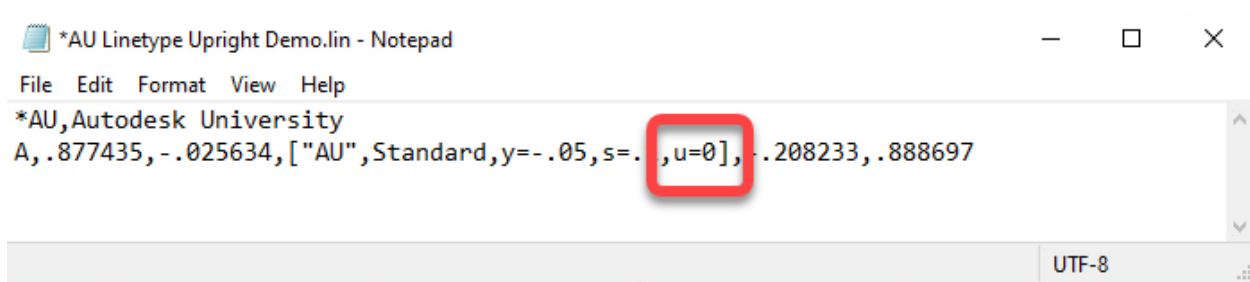 *AU Linetype Upright Demo.lin - Notepad
File Edit Format View Help
*AU,Autodesk University
A,.877435,-.025634,["AU",Standard,y=-.05,s=. ,u=0], .208233,.888697
UTF-8